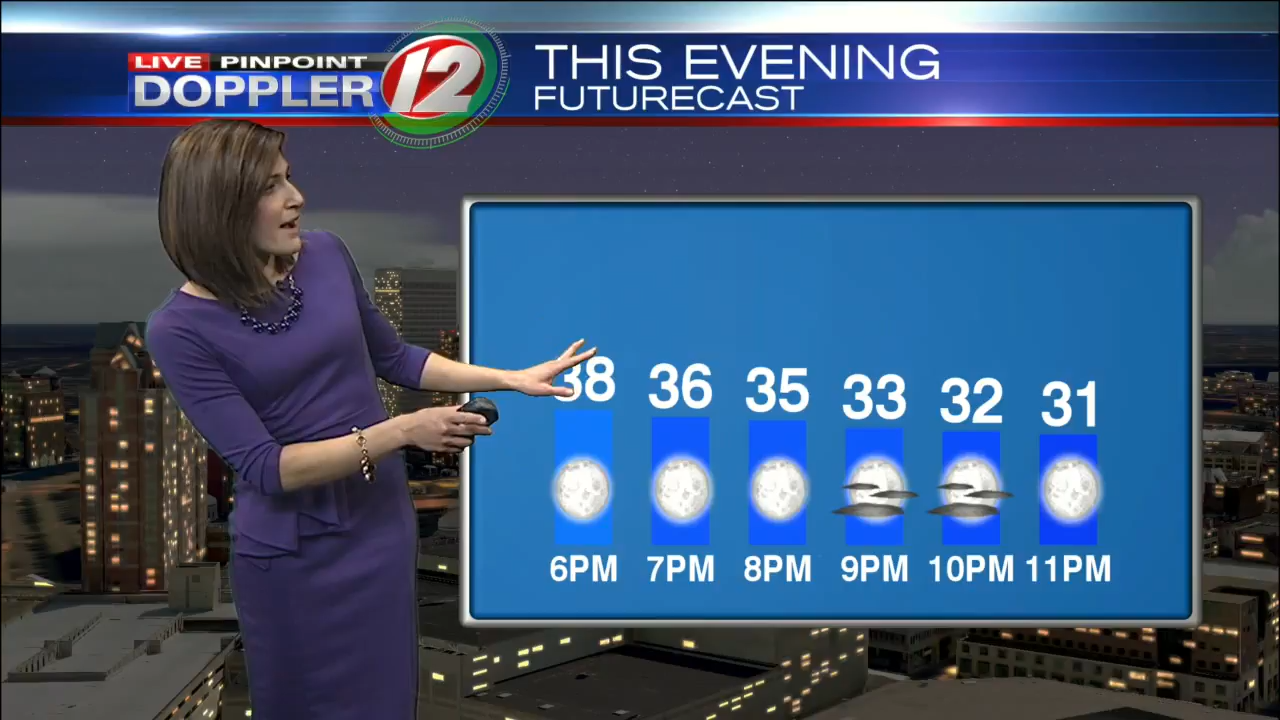 LIVE PINPOINT
DOPPLER 12
THIS EVENING
FUTURECAST
38 36 35 33 32 31
6PM 7PM 8PM 9PM 10PM 11PM